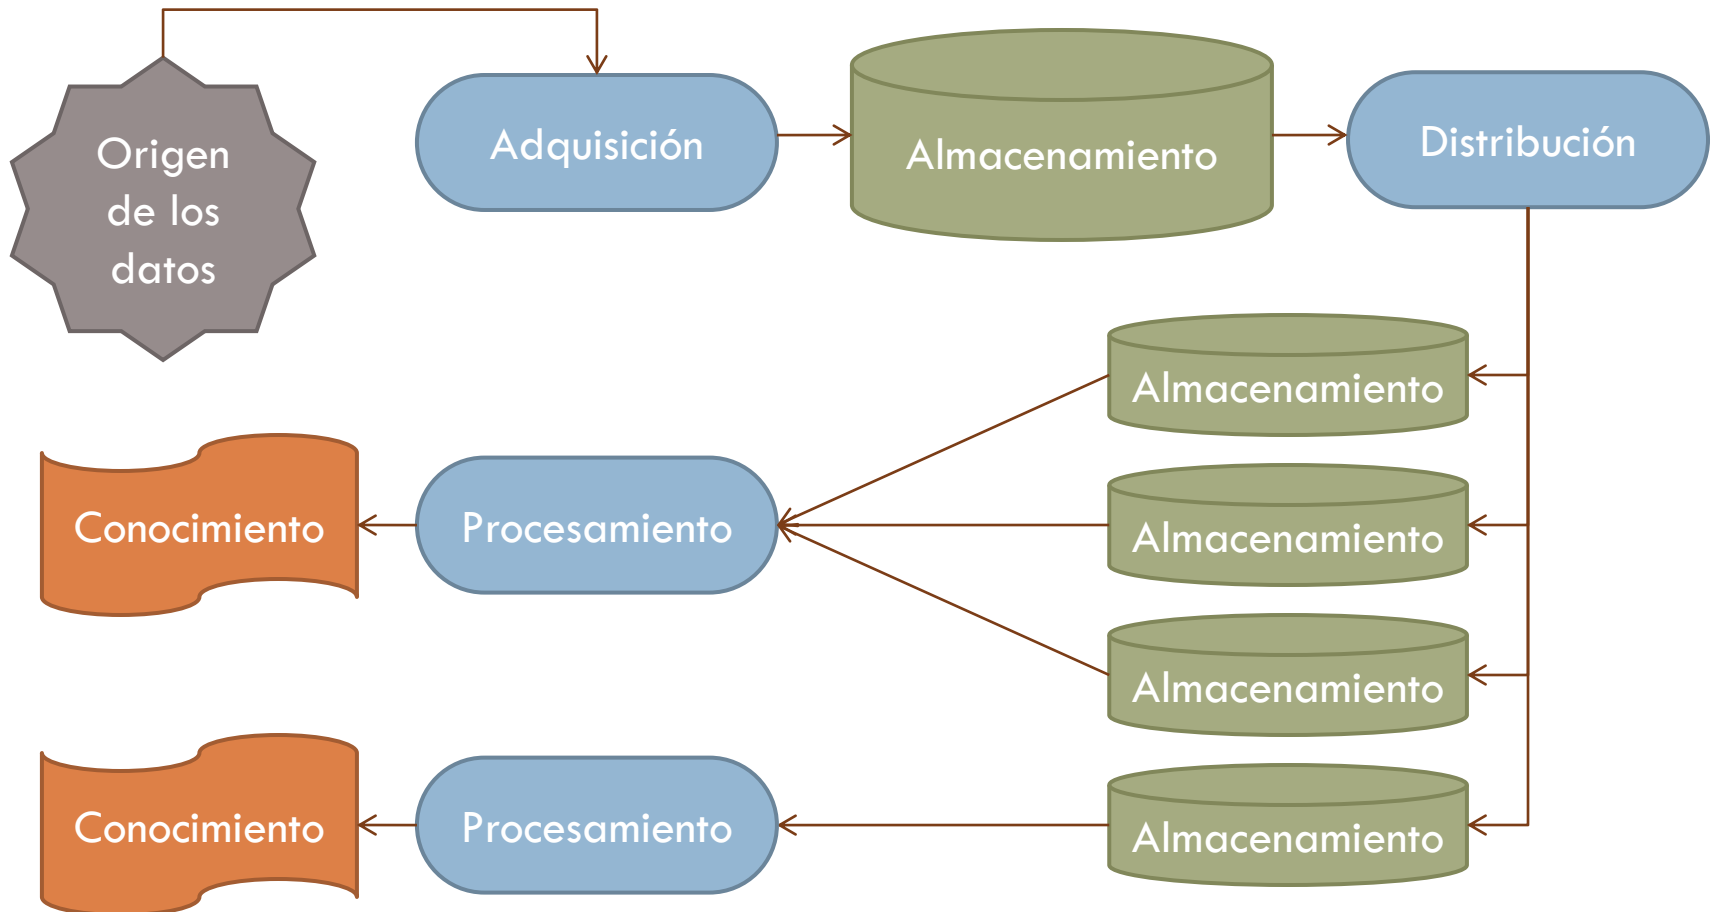 Origen
de los
datos
Adquisición
Almacenamiento
Distribución
Almacenamiento
Conocimiento
Procesamiento
Almacenamiento
Almacenamiento
Conocimiento
Procesamiento
Almacenamiento